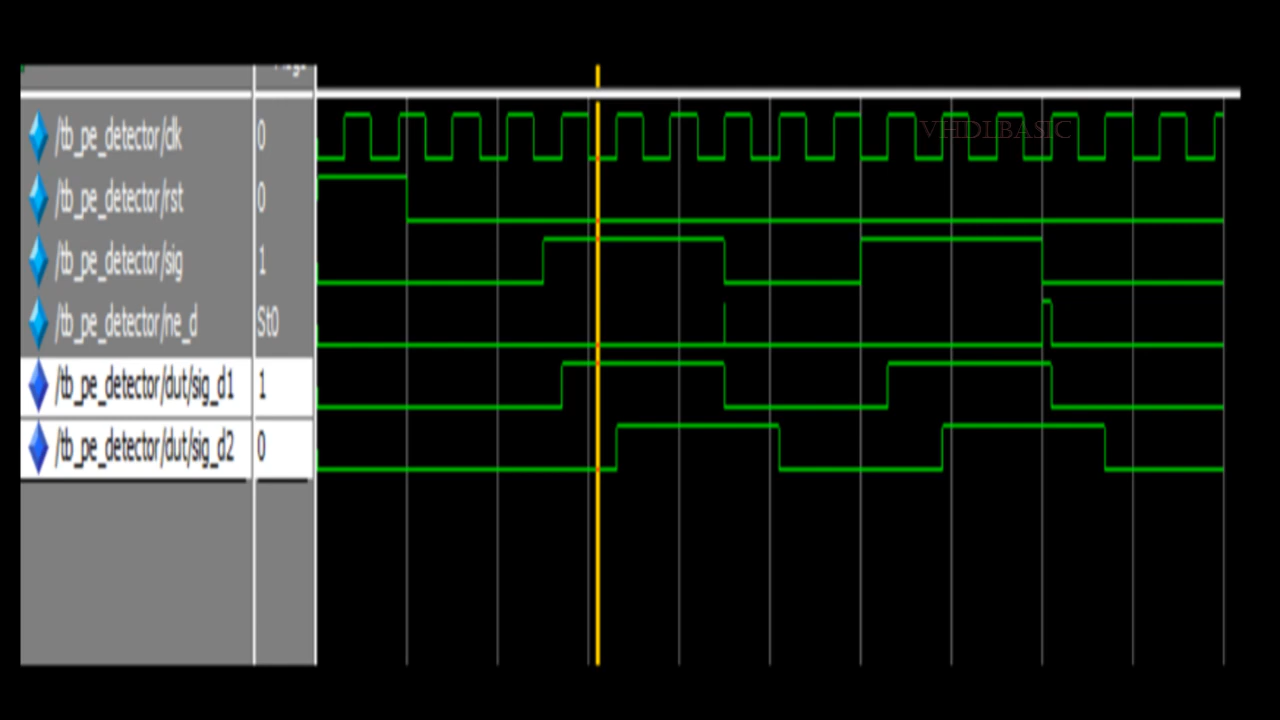 /tb_pe_detector/clk 0
VHDLBASIC
/tb_pe_detector/rst 0
/tb_pe_detector/sig 1
/tb_pe_detector/ne_d St0
/tb_pe_detector/dut/sig_d1 1
/tb_pe_detector/dut/sig_d2 0